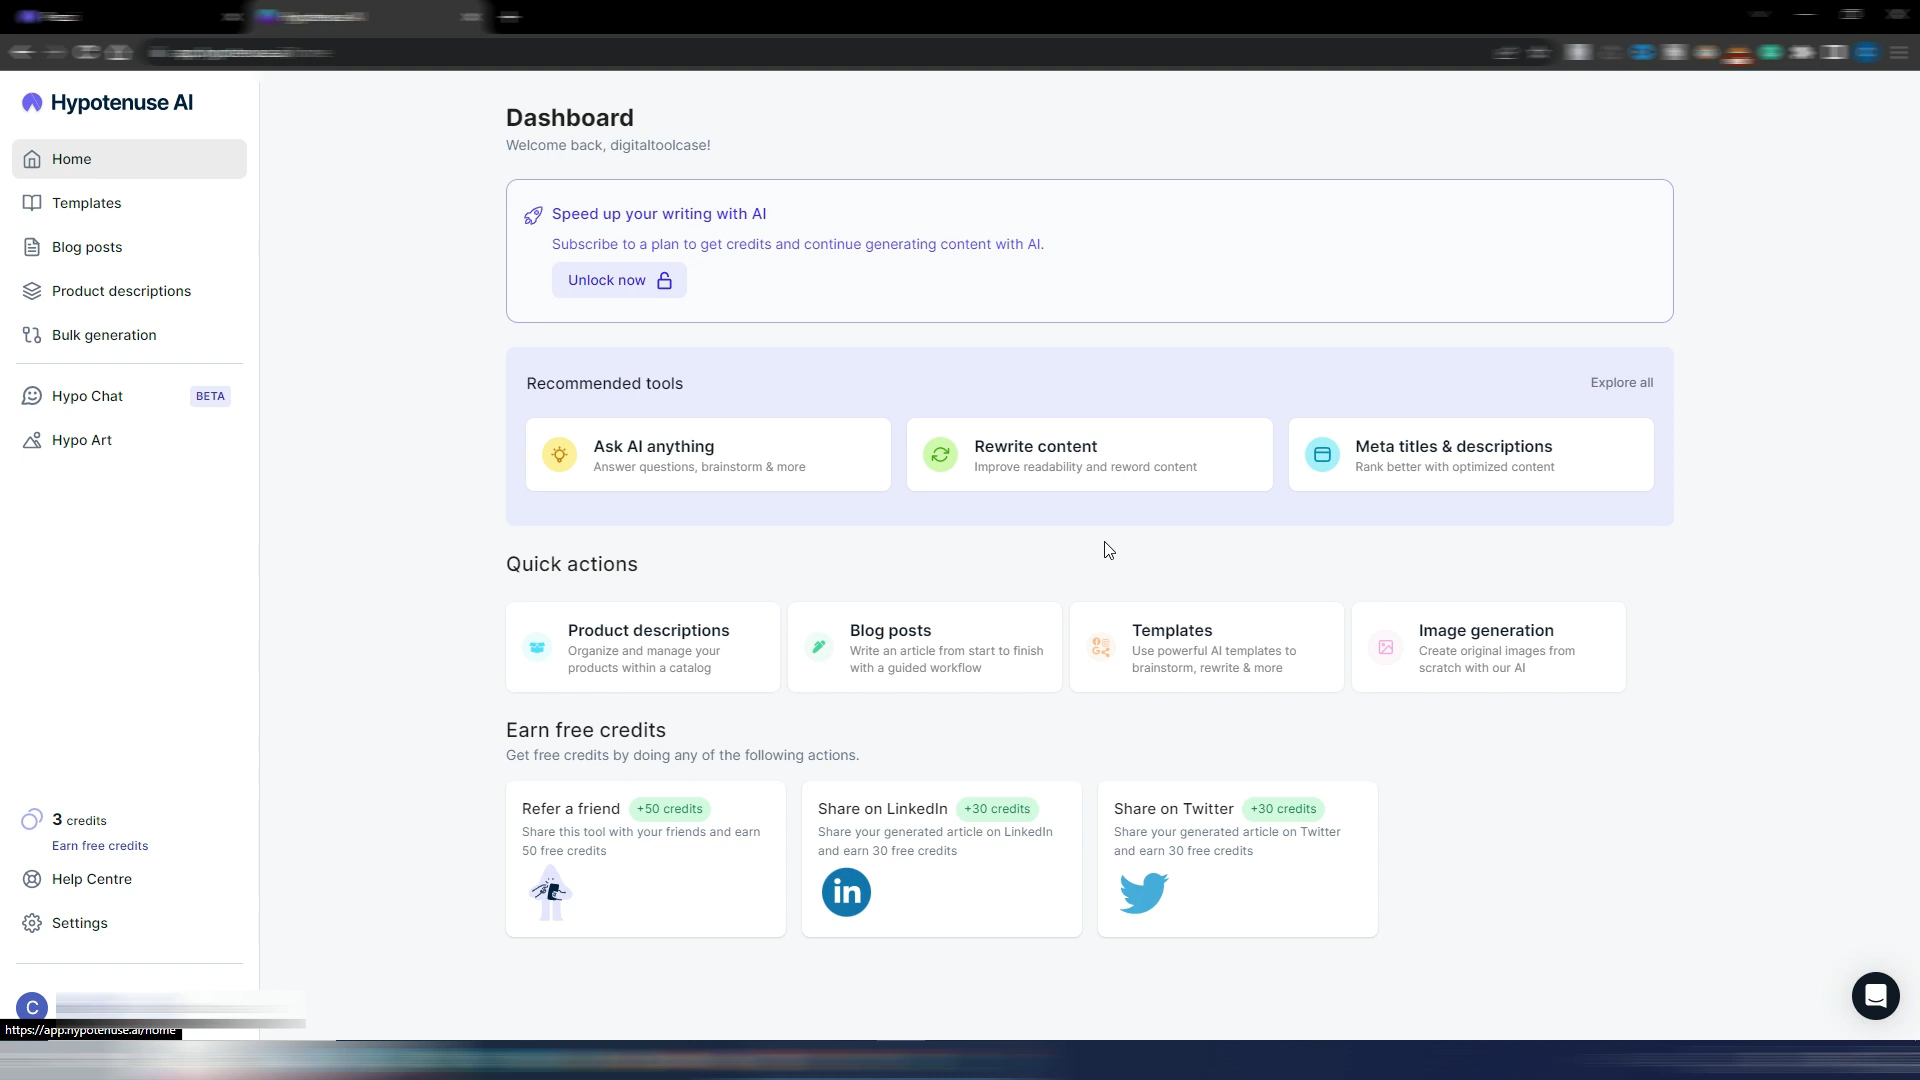 Hypotenuse AI
Home
Templates
Blog posts
Product descriptions
Bulk generation
Hypo Chat BETA
Hypo Art
3 credits
Earn free credits
Help Centre
Settings
C
https://app.hypotenuse.ai/home
Dashboard
Welcome back, digitaltoolcase!
Speed up your writing with AI
Subscribe to a plan to get credits and continue generating content with AI.
Unlock now
Recommended tools
Explore all
Ask AI anything
Answer questions, brainstorm & more
Rewrite content
Improve readability and reword content
Meta titles & descriptions
Rank better with optimized content
Quick actions
Product descriptions
Organize and manage your
products within a catalog
Blog posts
Write an article from start to finish
with a guided workflow
Templates
Use powerful AI templates to
brainstorm, rewrite & more
Image generation
Create original images from
scratch with our AI
Earn free credits
Get free credits by doing any of the following actions.
Refer a friend +50 credits
Share this tool with your friends and earn
50 free credits
Share on LinkedIn +30 credits
Share your generated article on LinkedIn
and earn 30 free credits
in
Share on Twitter +30 credits
Share your generated article on Twitter
and earn 30 free credits